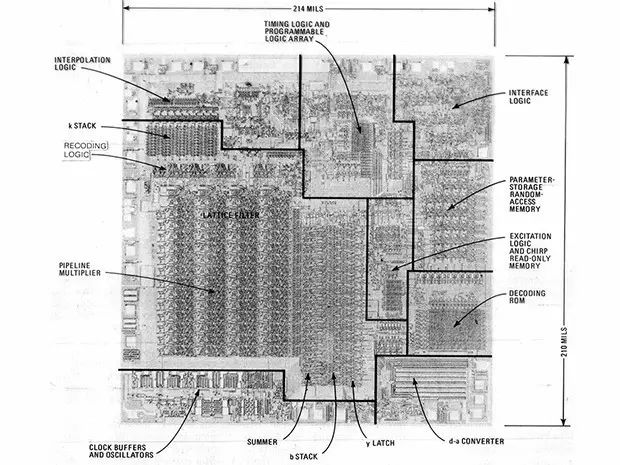 214 MILS
TIMING LOGIC AND
PROGRAMMABLE
LOGIC ARRAY
INTERPOLATION
LOGIC
INTERFACE
LOGIC
k STACK
RECODING
LOGIC
PARAMETER-
STORAGE
RANDOM-
ACCESS
MEMORY
LATTICE FILTER
EXCITATION
LOGIC
AND CHIRP
READ-ONLY
MEMORY
PIPELINE
MULTIPLIER
DECODING
ROM
210 MILS
CLOCK BUFFERS
AND OSCILLATORS
SUMMER
b STACK
y LATCH
d-a CONVERTER